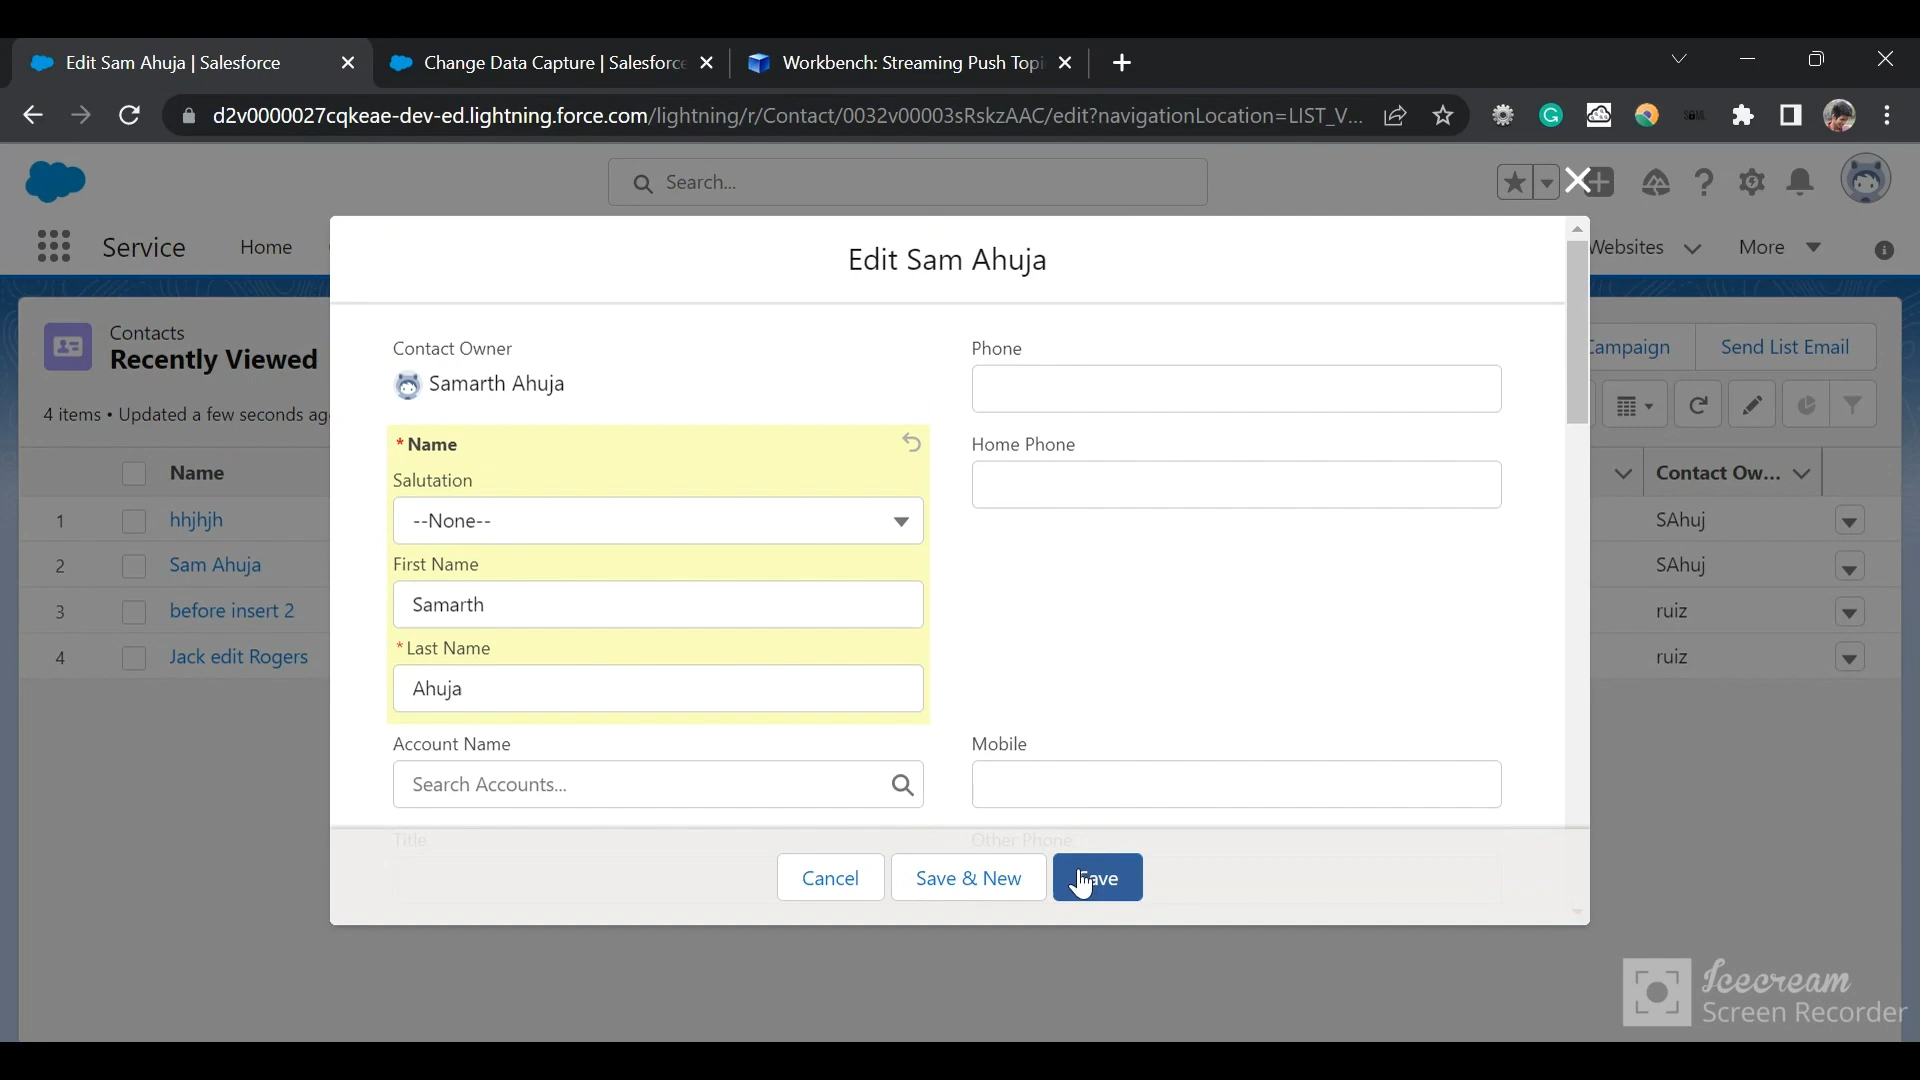 Edit Sam Ahuja | Salesforce
Change Data Capture | Salesforce
Workbench: Streaming Push Topi
d2v0000027cqkeae-dev-ed.lightning.force.com/lightning/r/Contact/0032v00003sRskzAAC/edit?navigationLocation=LIST_V...
Search...
Service
Home
Websites
More
Edit Sam Ahuja
Contacts
Recently Viewed
4 items • Updated a few seconds ag
Campaign
Send List Email
Name
Contact Ow...
1 hhjhjh SAhuj
2 Sam Ahuja SAhuj
3 before insert 2 ruiz
4 Jack edit Rogers ruiz
Contact Owner
Samarth Ahuja
* Name
Salutation
--None--
First Name
Samarth
* Last Name
Ahuja
Account Name
Search Accounts...
Title
Phone
Home Phone
Mobile
Other Phone
Cancel
Save & New
Save
Icecream
Screen Recorder